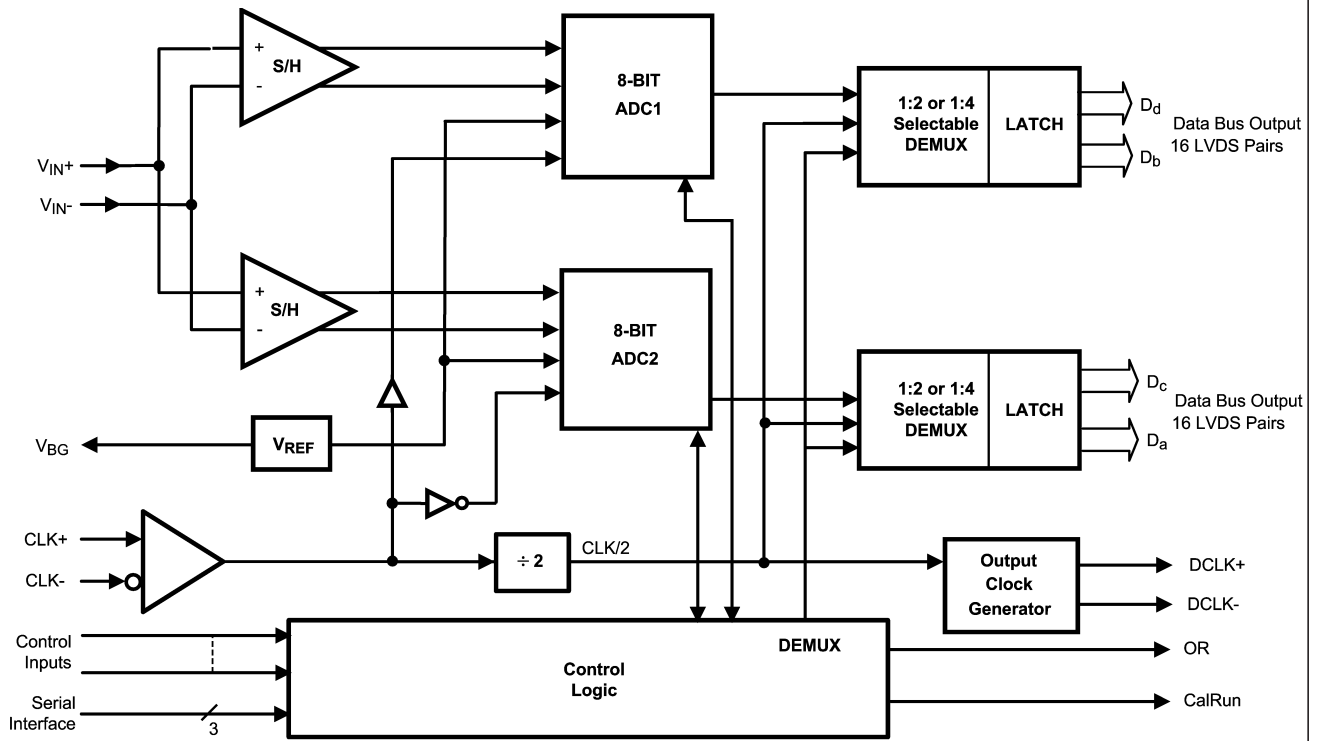 +
S/H
-
8-BIT
ADC1
1:2 or 1:4
Selectable
DEMUX
LATCH
Dd
Db
Data Bus Output
16 LVDS Pairs
VIN+
VIN-
+
S/H
-
8-BIT
ADC2
1:2 or 1:4
Selectable
DEMUX
LATCH
Dc
Da
Data Bus Output
16 LVDS Pairs
VBG
VREF
CLK+
CLK-
÷ 2
CLK/2
Output
Clock
Generator
DCLK+
DCLK-
Control
Inputs
Serial
Interface
3
DEMUX
Control
Logic
OR
CalRun